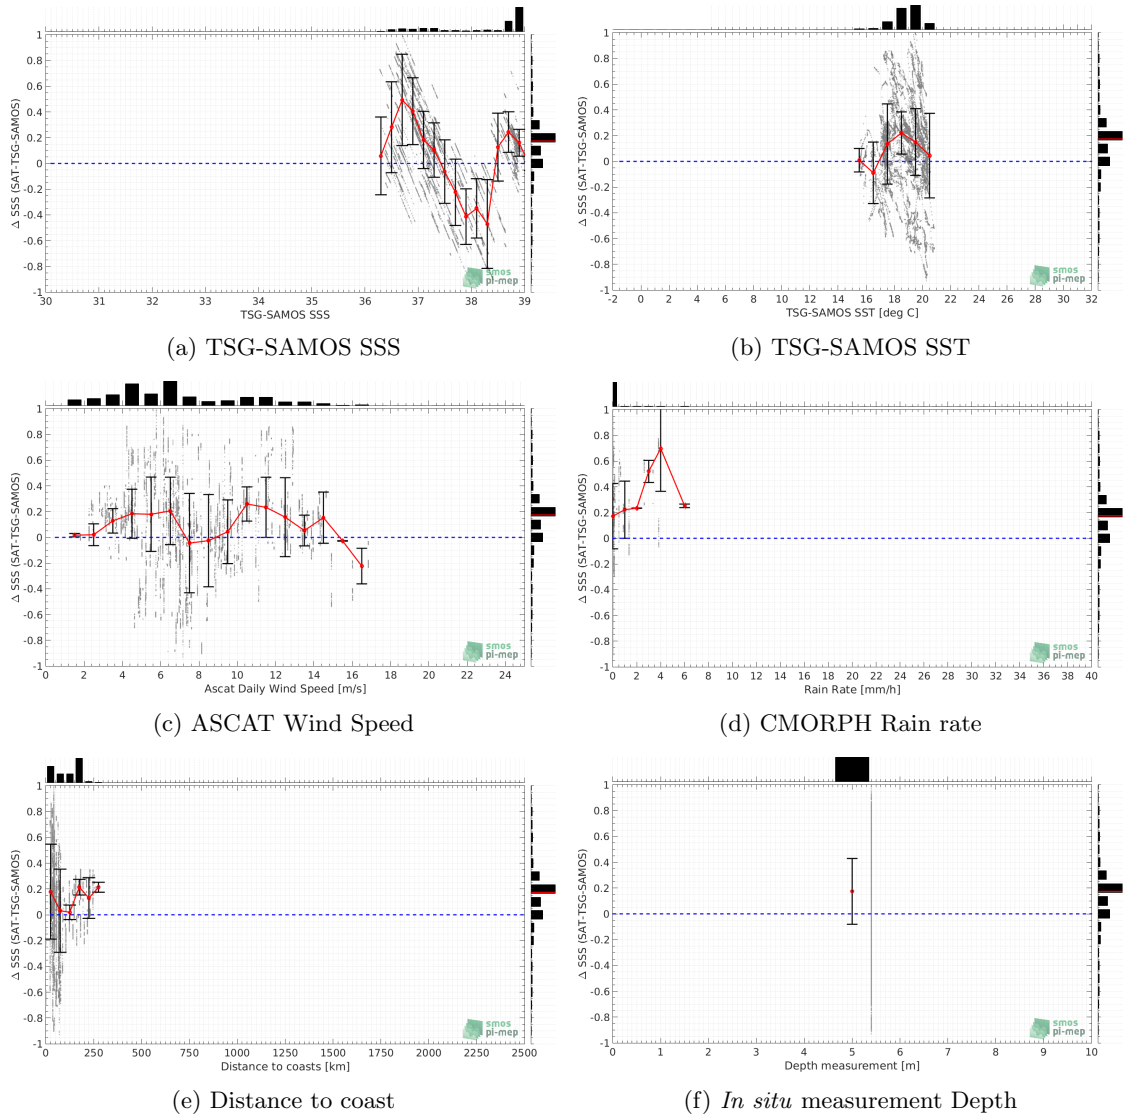 1
0.8
0.6
0.4
0.2
0
-0.2
-0.4
-0.6
-0.8
-1
Δ SSS (SAT-TSG-SAMOS)
30 31 32 33 34 35 36 37 38 39
TSG-SAMOS SSS
smos
pi-mep
(a) TSG-SAMOS SSS
1
0.8
0.6
0.4
0.2
0
-0.2
-0.4
-0.6
-0.8
-1
Δ SSS (SAT-TSG-SAMOS)
-2 0 2 4 6 8 10 12 14 16 18 20 22 24 26 28 30 32
TSG-SAMOS SST [deg C]
smos
pi-mep
(b) TSG-SAMOS SST
1
0.8
0.6
0.4
0.2
0
-0.2
-0.4
-0.6
-0.8
-1
Δ SSS (SAT-TSG-SAMOS)
0 2 4 6 8 10 12 14 16 18 20 22 24
Ascat Daily Wind Speed [m/s]
smos
pi-mep
(c) ASCAT Wind Speed
1
0.8
0.6
0.4
0.2
0
-0.2
-0.4
-0.6
-0.8
-1
Δ SSS (SAT-TSG-SAMOS)
0 2 4 6 8 10 12 14 16 18 20 22 24 26 28 30 32 34 36 38 40
Rain Rate [mm/h]
smos
pi-mep
(d) CMORPH Rain rate
1
0.8
0.6
0.4
0.2
0
-0.2
-0.4
-0.6
-0.8
-1
Δ SSS (SAT-TSG-SAMOS)
0 250 500 750 1000 1250 1500 1750 2000 2250 2500
Distance to coasts [km]
smos
pi-mep
(e) Distance to coast
1
0.8
0.6
0.4
0.2
0
-0.2
-0.4
-0.6
-0.8
-1
Δ SSS (SAT-TSG-SAMOS)
0 1 2 3 4 5 6 7 8 9 10
Depth measurement [m]
smos
pi-mep
(f) In situ measurement Depth